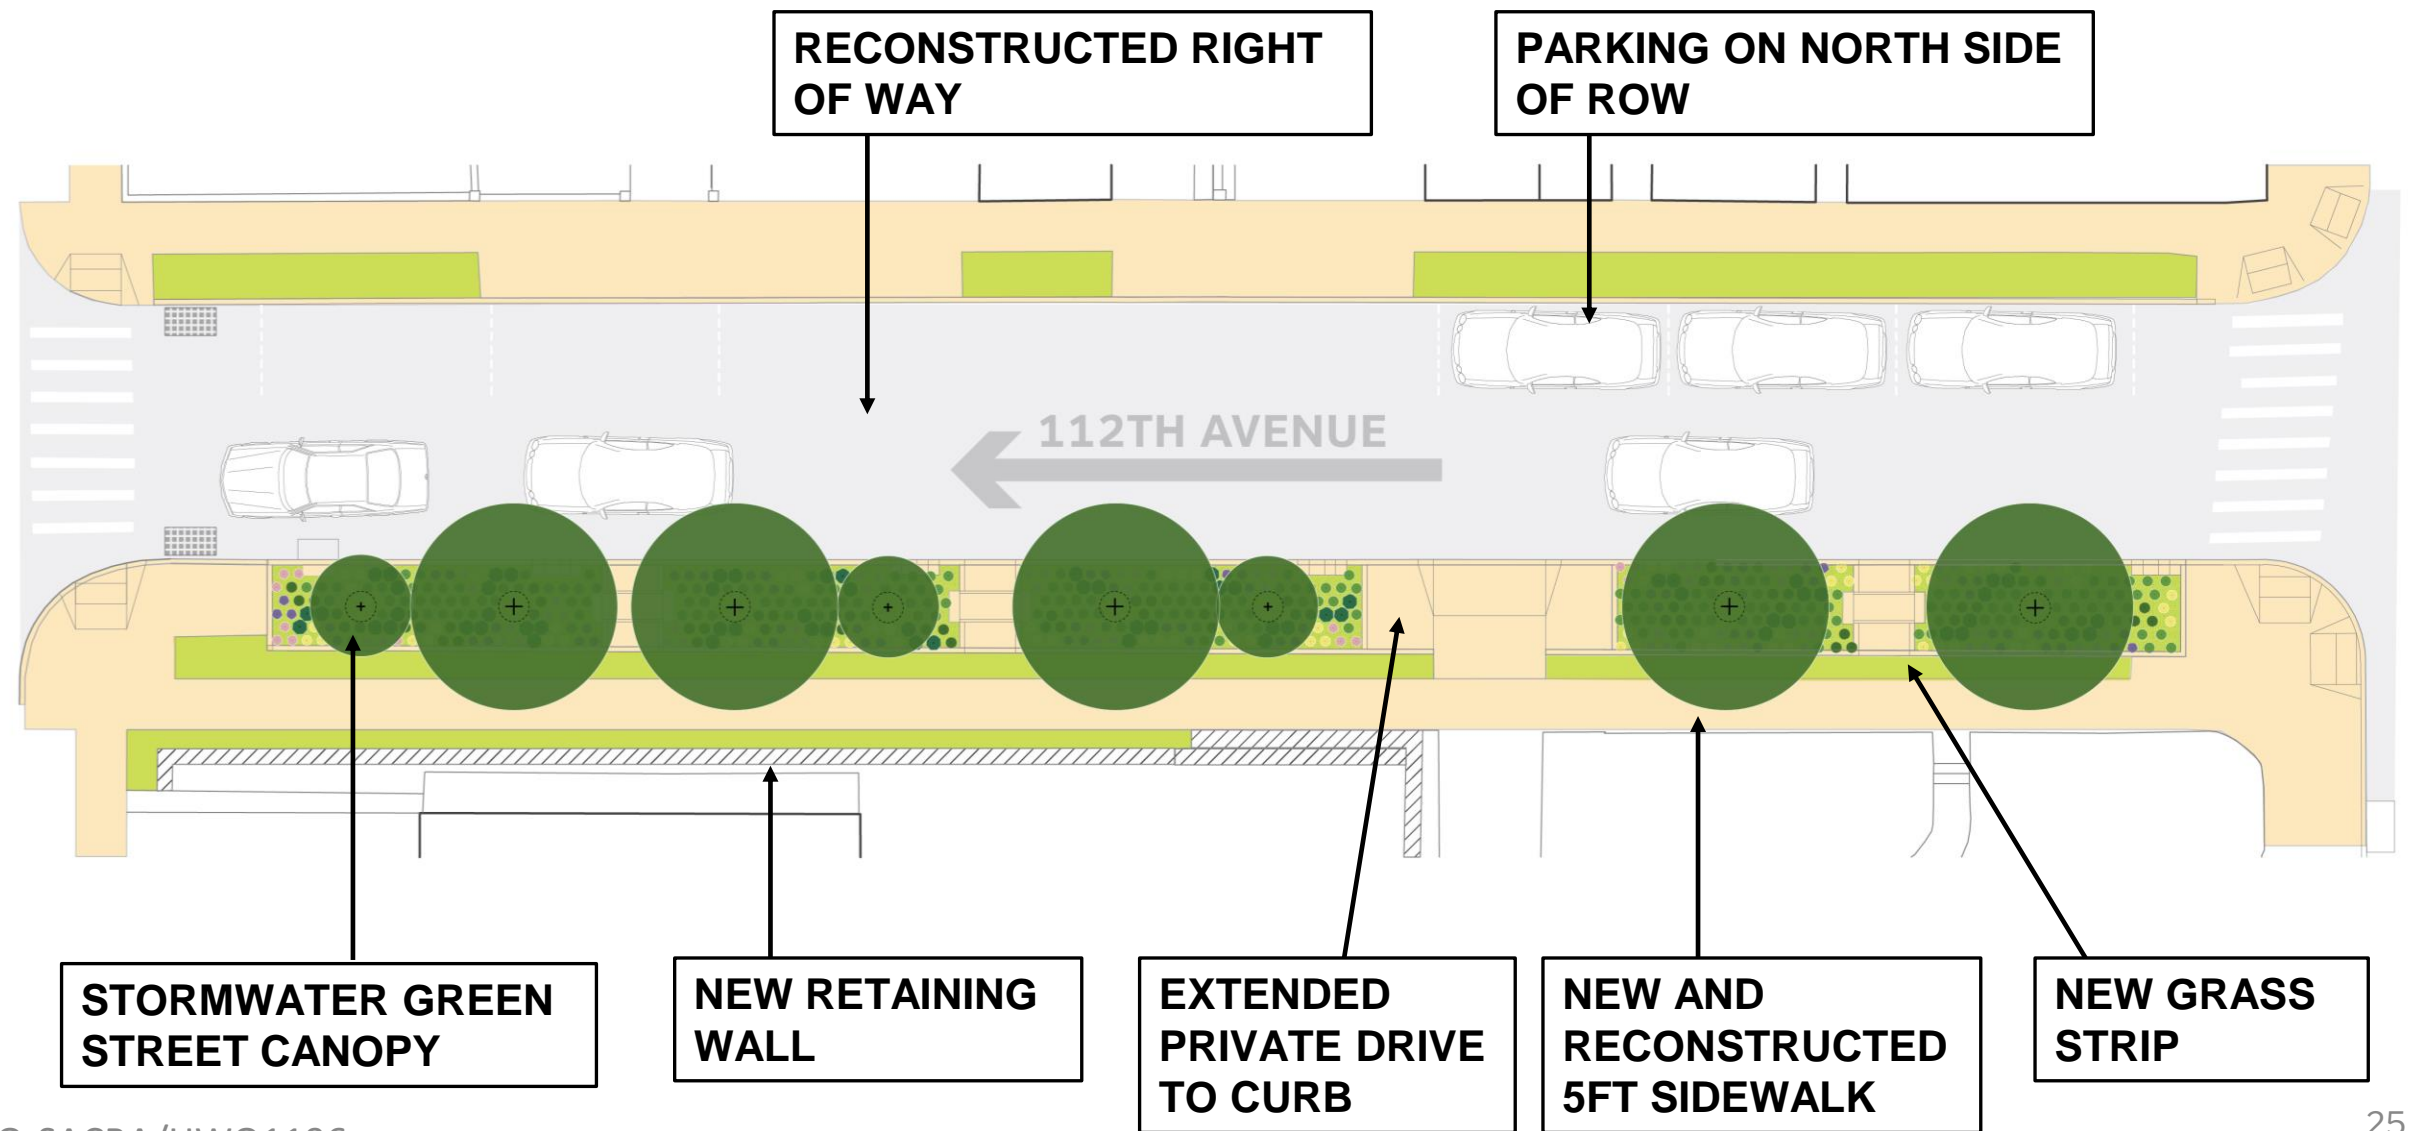 RECONSTRUCTED RIGHT
OF WAY
PARKING ON NORTH SIDE
OF ROW
112TH AVENUE
STORMWATER GREEN
STREET CANOPY
NEW RETAINING
WALL
EXTENDED
PRIVATE DRIVE
TO CURB
NEW AND
RECONSTRUCTED
5FT SIDEWALK
NEW GRASS
STRIP
25